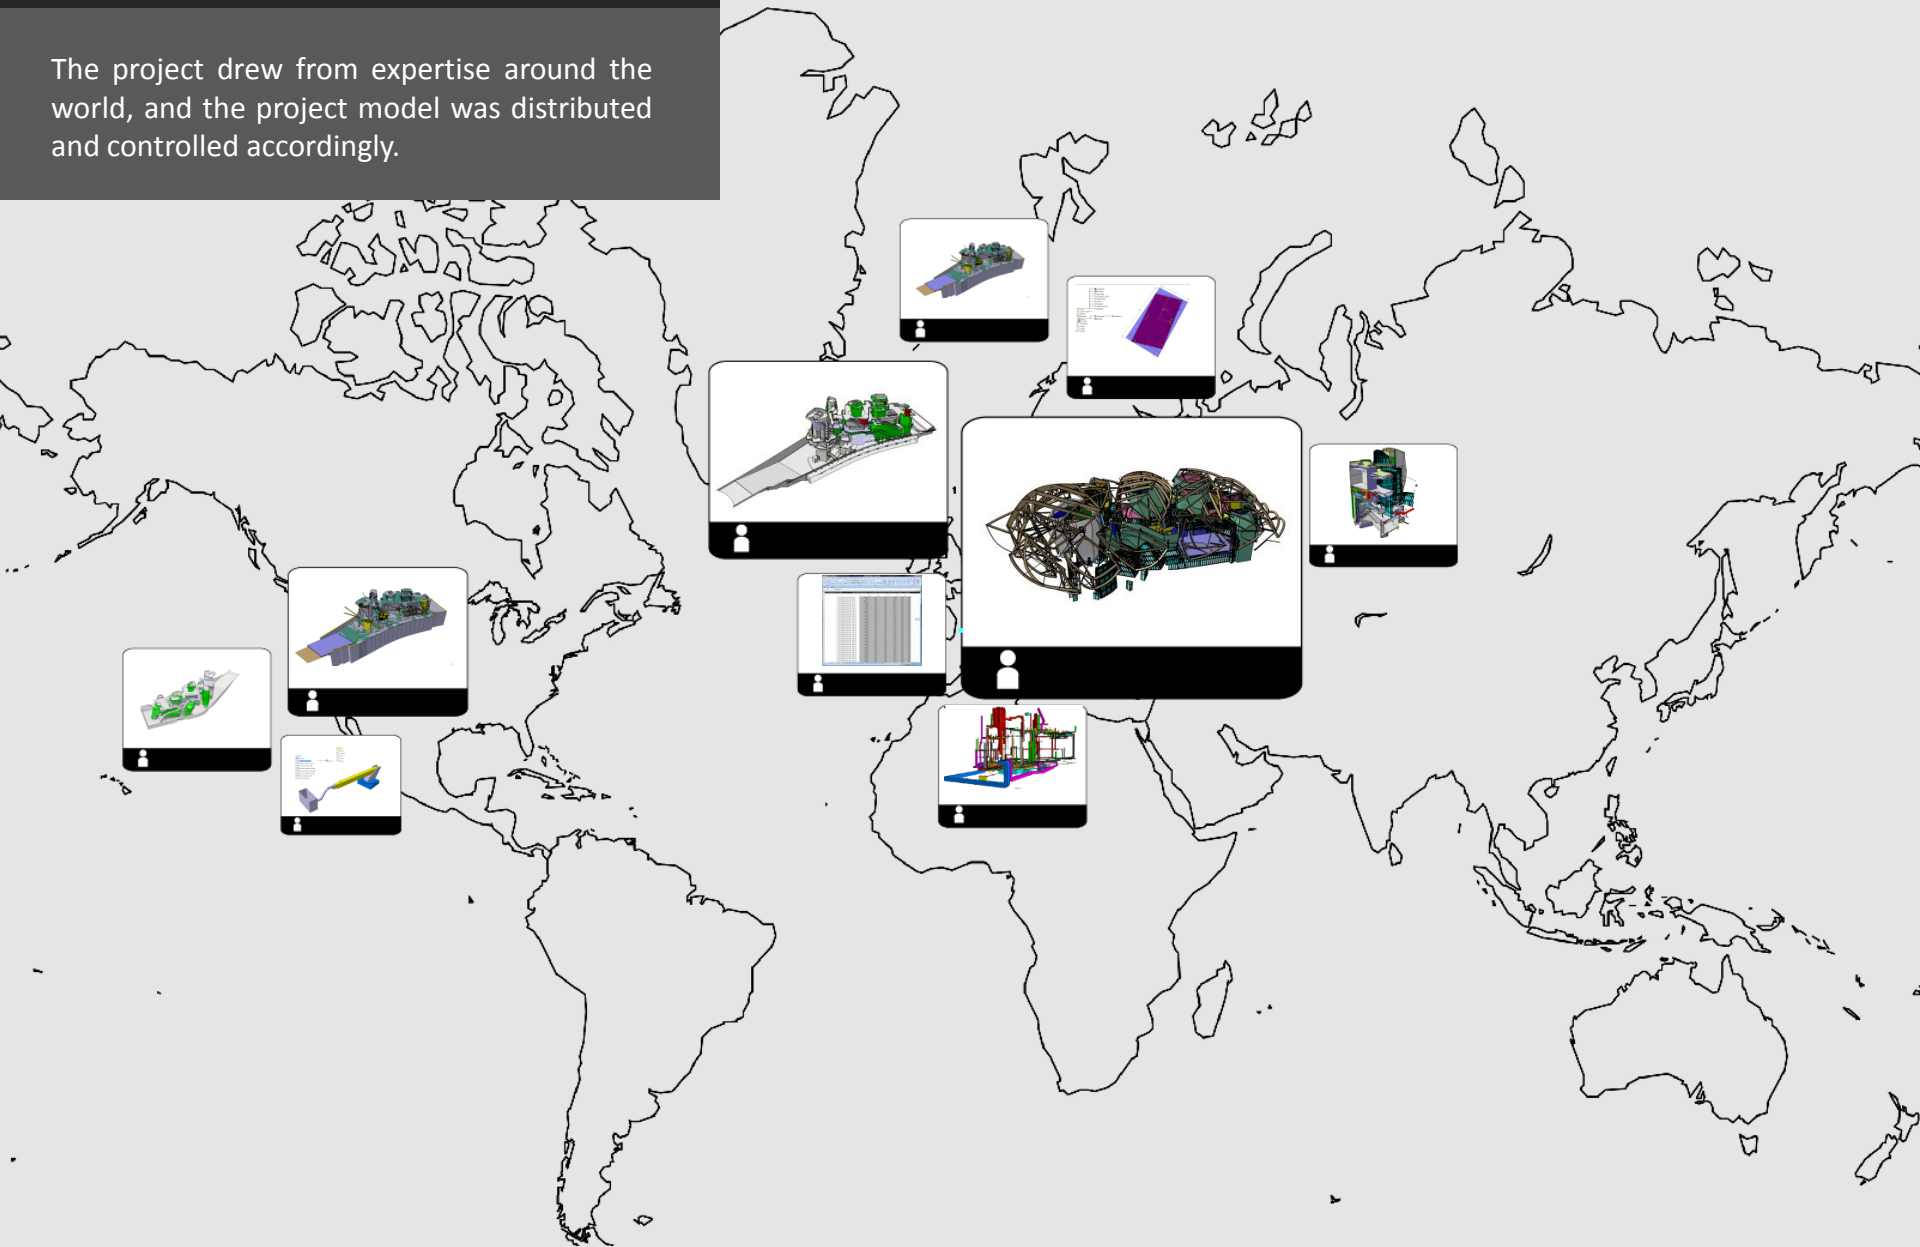 The project drew from expertise around the
world, and the project model was distributed
and controlled accordingly.